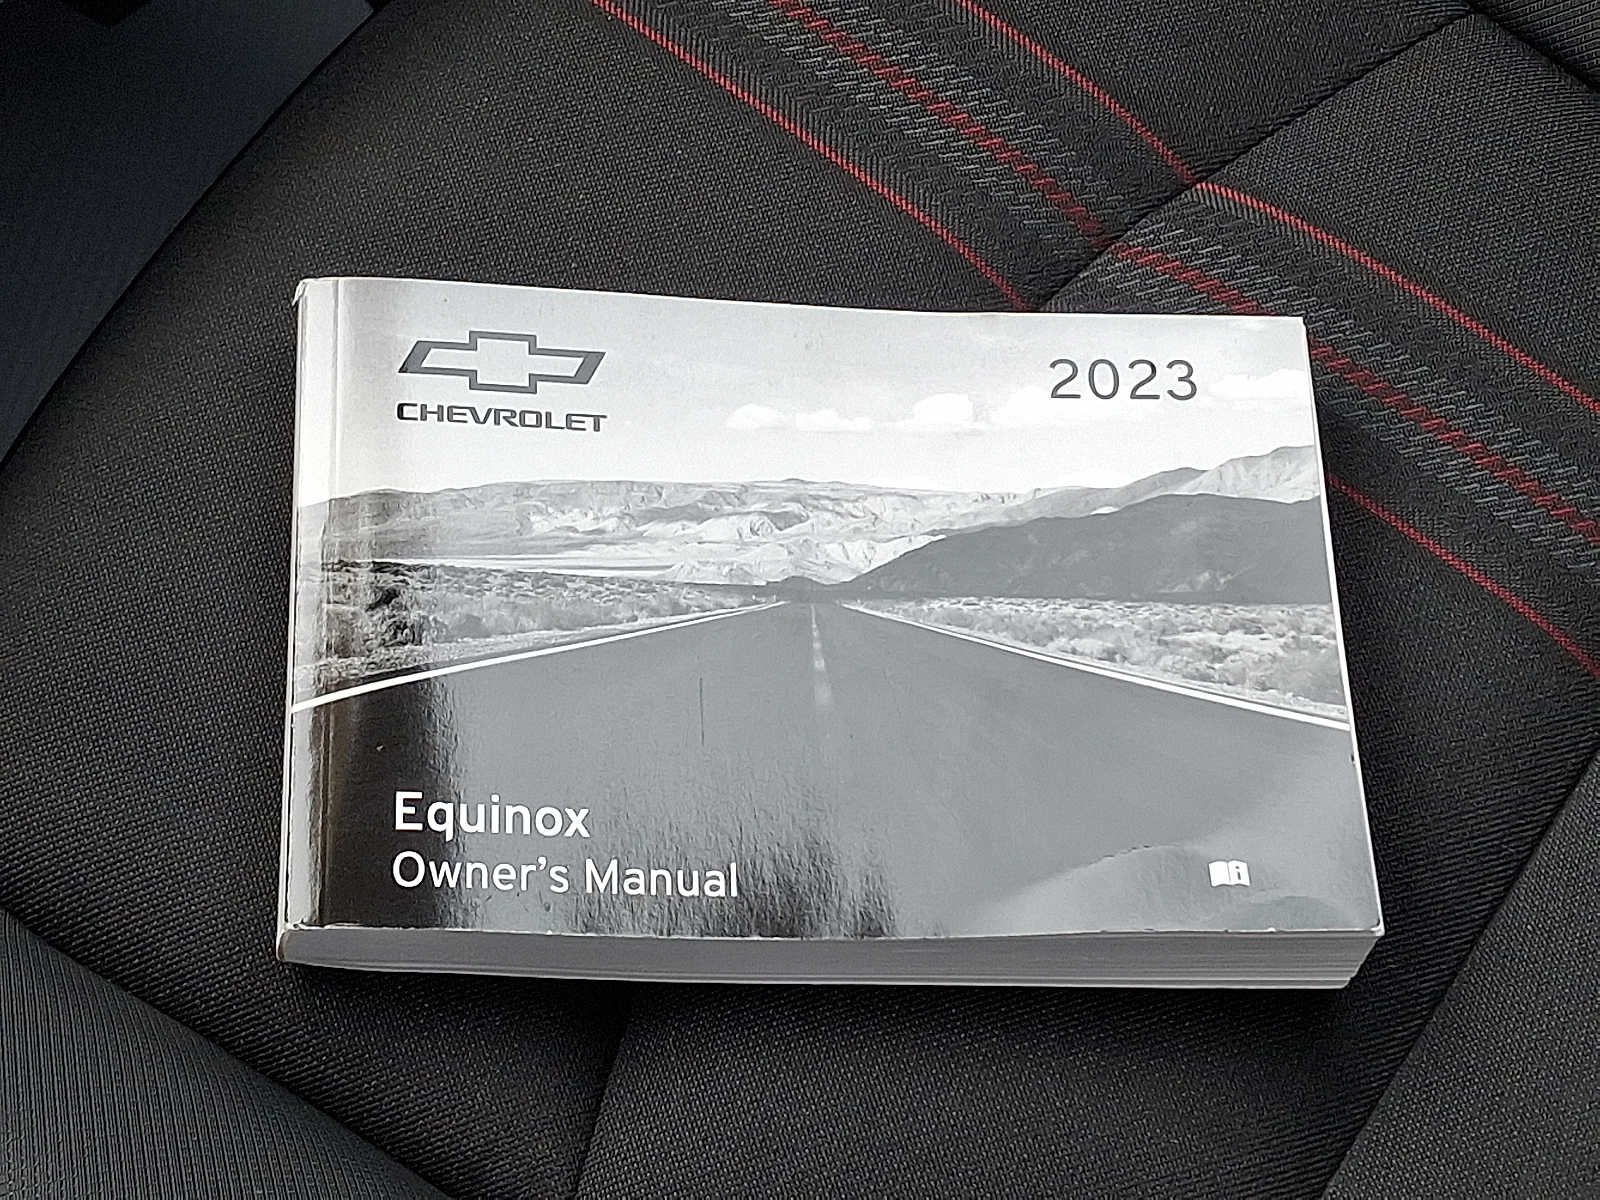 CHEVROLET
2023
Equinox
Owner's Manual